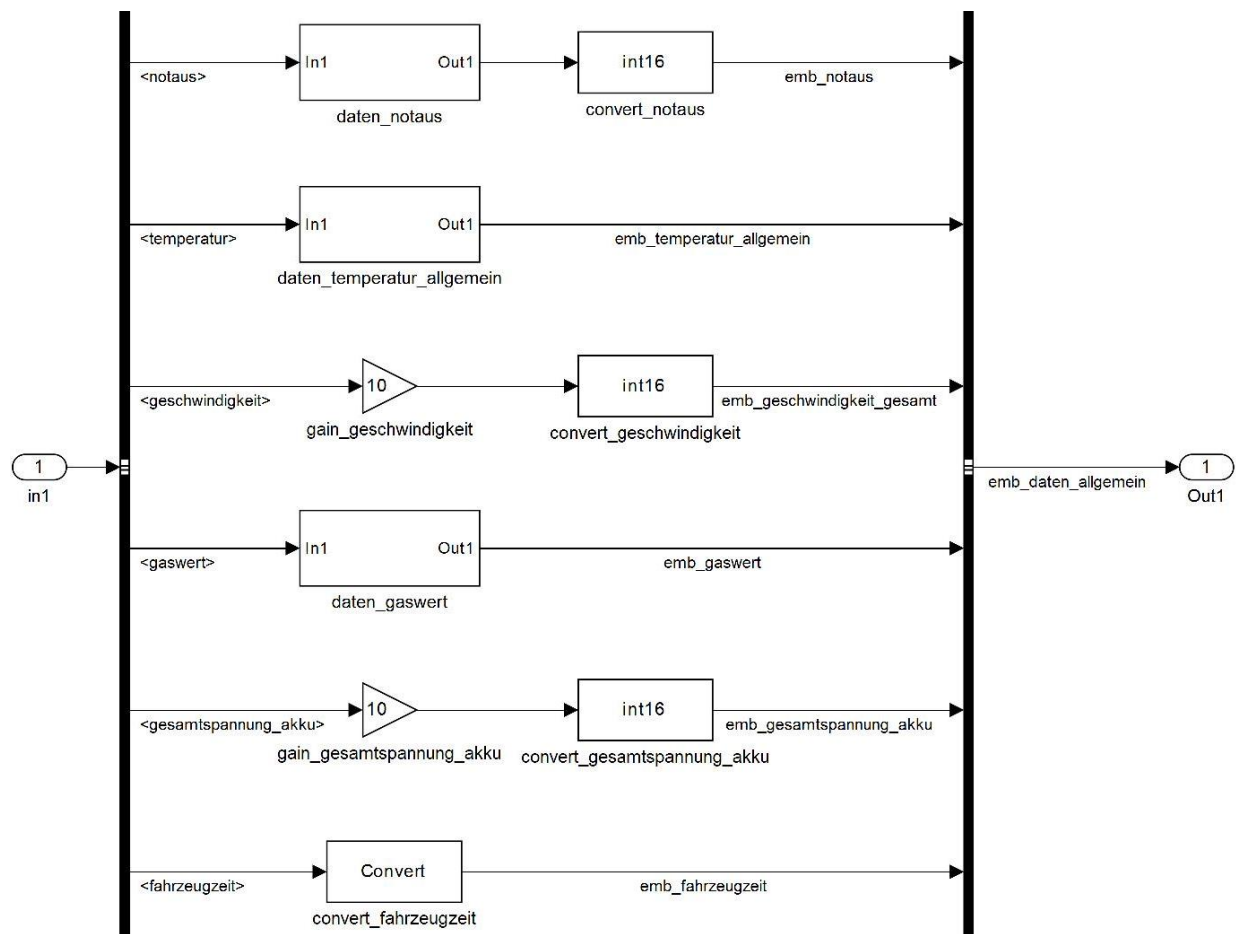 In1 Out1 int16
<notaus> emb_notaus
daten_notaus convert_notaus
In1 Out1
<temperatur> emb_temperatur_allgemein
daten_temperatur_allgemein
10 int16
<geschwindigkeit> emb_geschwindigkeit_gesamt
gain_geschwindigkeit convert_geschwindigkeit
1 1
emb_daten_allgemein
in1 Out1
In1 Out1
<gaswert> emb_gaswert
daten_gaswert
10 int16
<gesamtspannung_akku> emb_gesamtspannung_akku
gain_gesamtspannung_akku convert_gesamtspannung_akku
Convert
<fahrzeugzeit> emb_fahrzeugzeit
convert_fahrzeugzeit